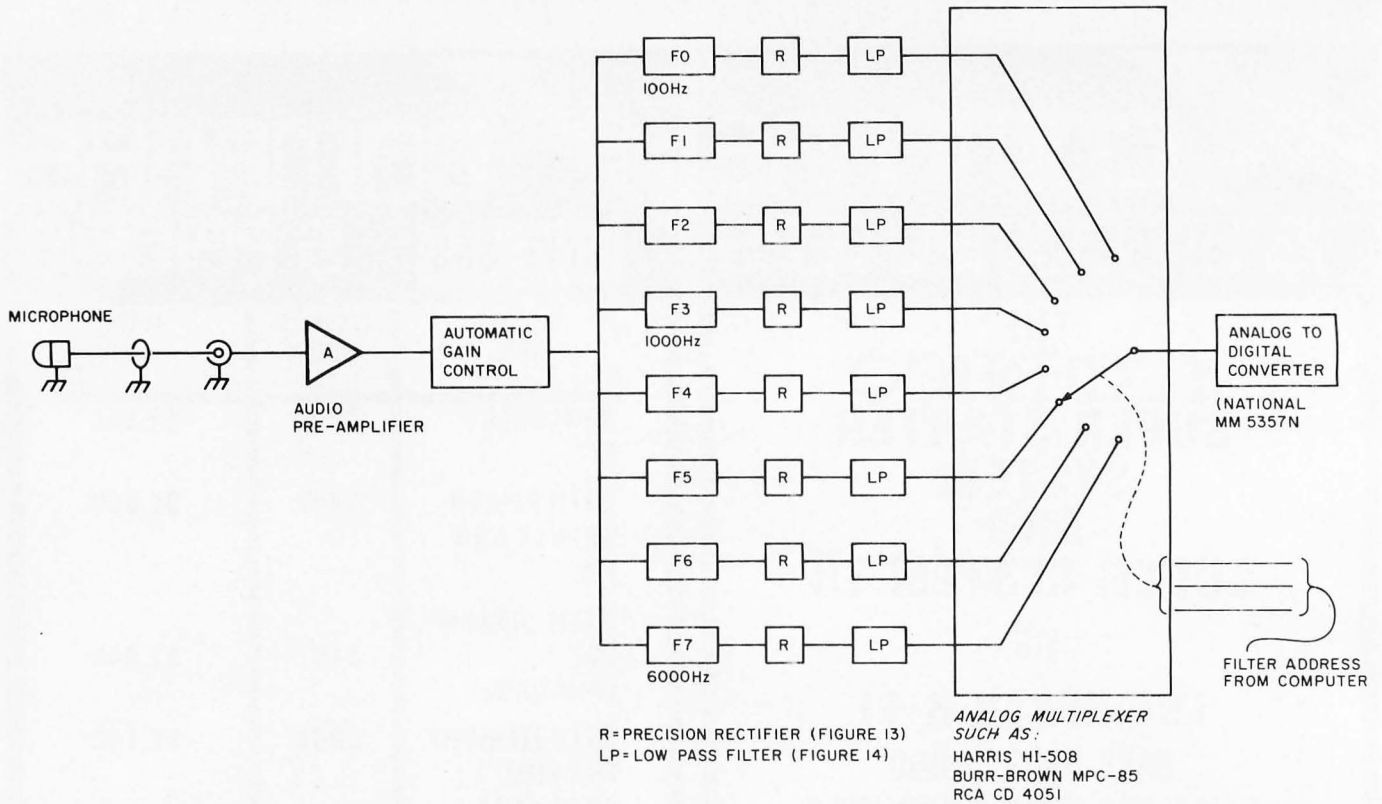 MICROPHONE
A
AUDIO
PRE-AMPLIFIER
AUTOMATIC
GAIN
CONTROL
F0 R LP
100Hz
F1 R LP
F2 R LP
F3 R LP
1000Hz
F4 R LP
F5 R LP
F6 R LP
F7 R LP
6000Hz
R=PRECISION RECTIFIER (FIGURE 13)
LP=LOW PASS FILTER (FIGURE 14)
ANALOG MULTIPLEXER
SUCH AS:
HARRIS HI-508
BURR-BROWN MPC-85
RCA CD 4051
ANALOG TO
DIGITAL
CONVERTER
(NATIONAL
MM 5357N
FILTER ADDRESS
FROM COMPUTER